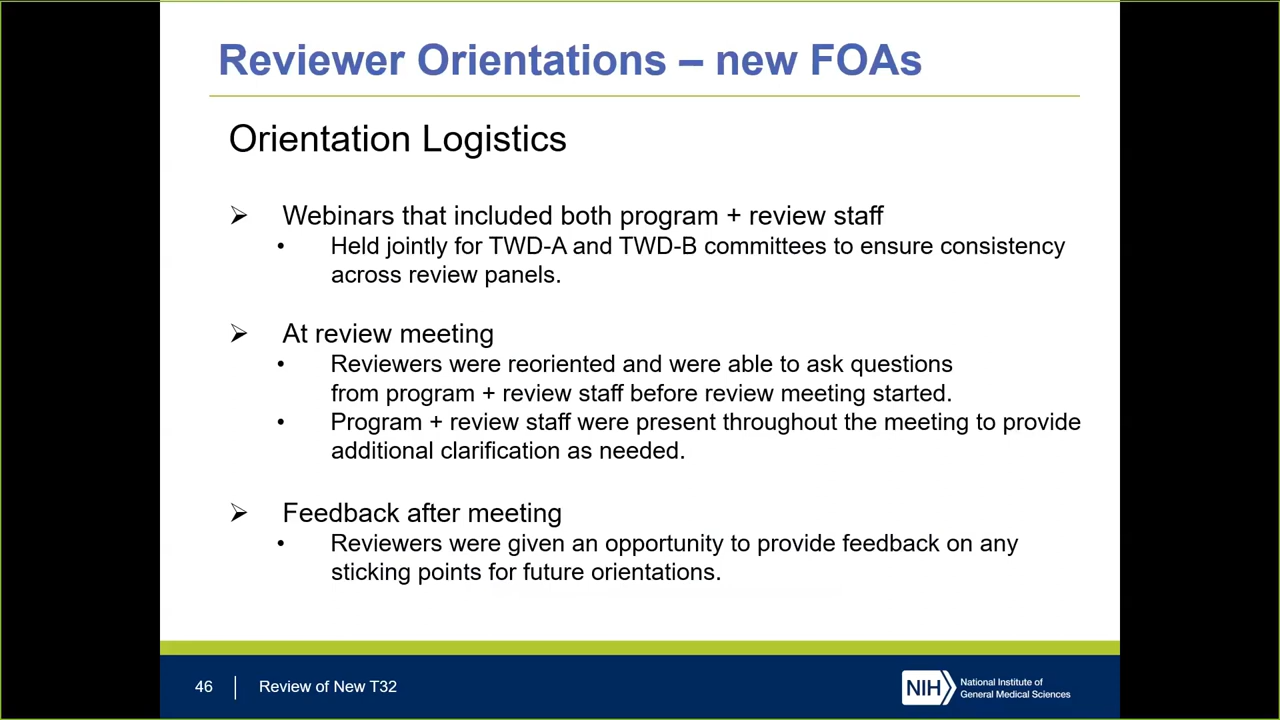 Reviewer Orientations – new FOAs
Orientation Logistics
➢ Webinars that included both program + review staff
• Held jointly for TWD-A and TWD-B committees to ensure consistency
across review panels.
➢ At review meeting
• Reviewers were reoriented and were able to ask questions
from program + review staff before review meeting started.
• Program + review staff were present throughout the meeting to provide
additional clarification as needed.
➢ Feedback after meeting
• Reviewers were given an opportunity to provide feedback on any
sticking points for future orientations.
46 | Review of New T32
NIH
National Institute of
General Medical Sciences